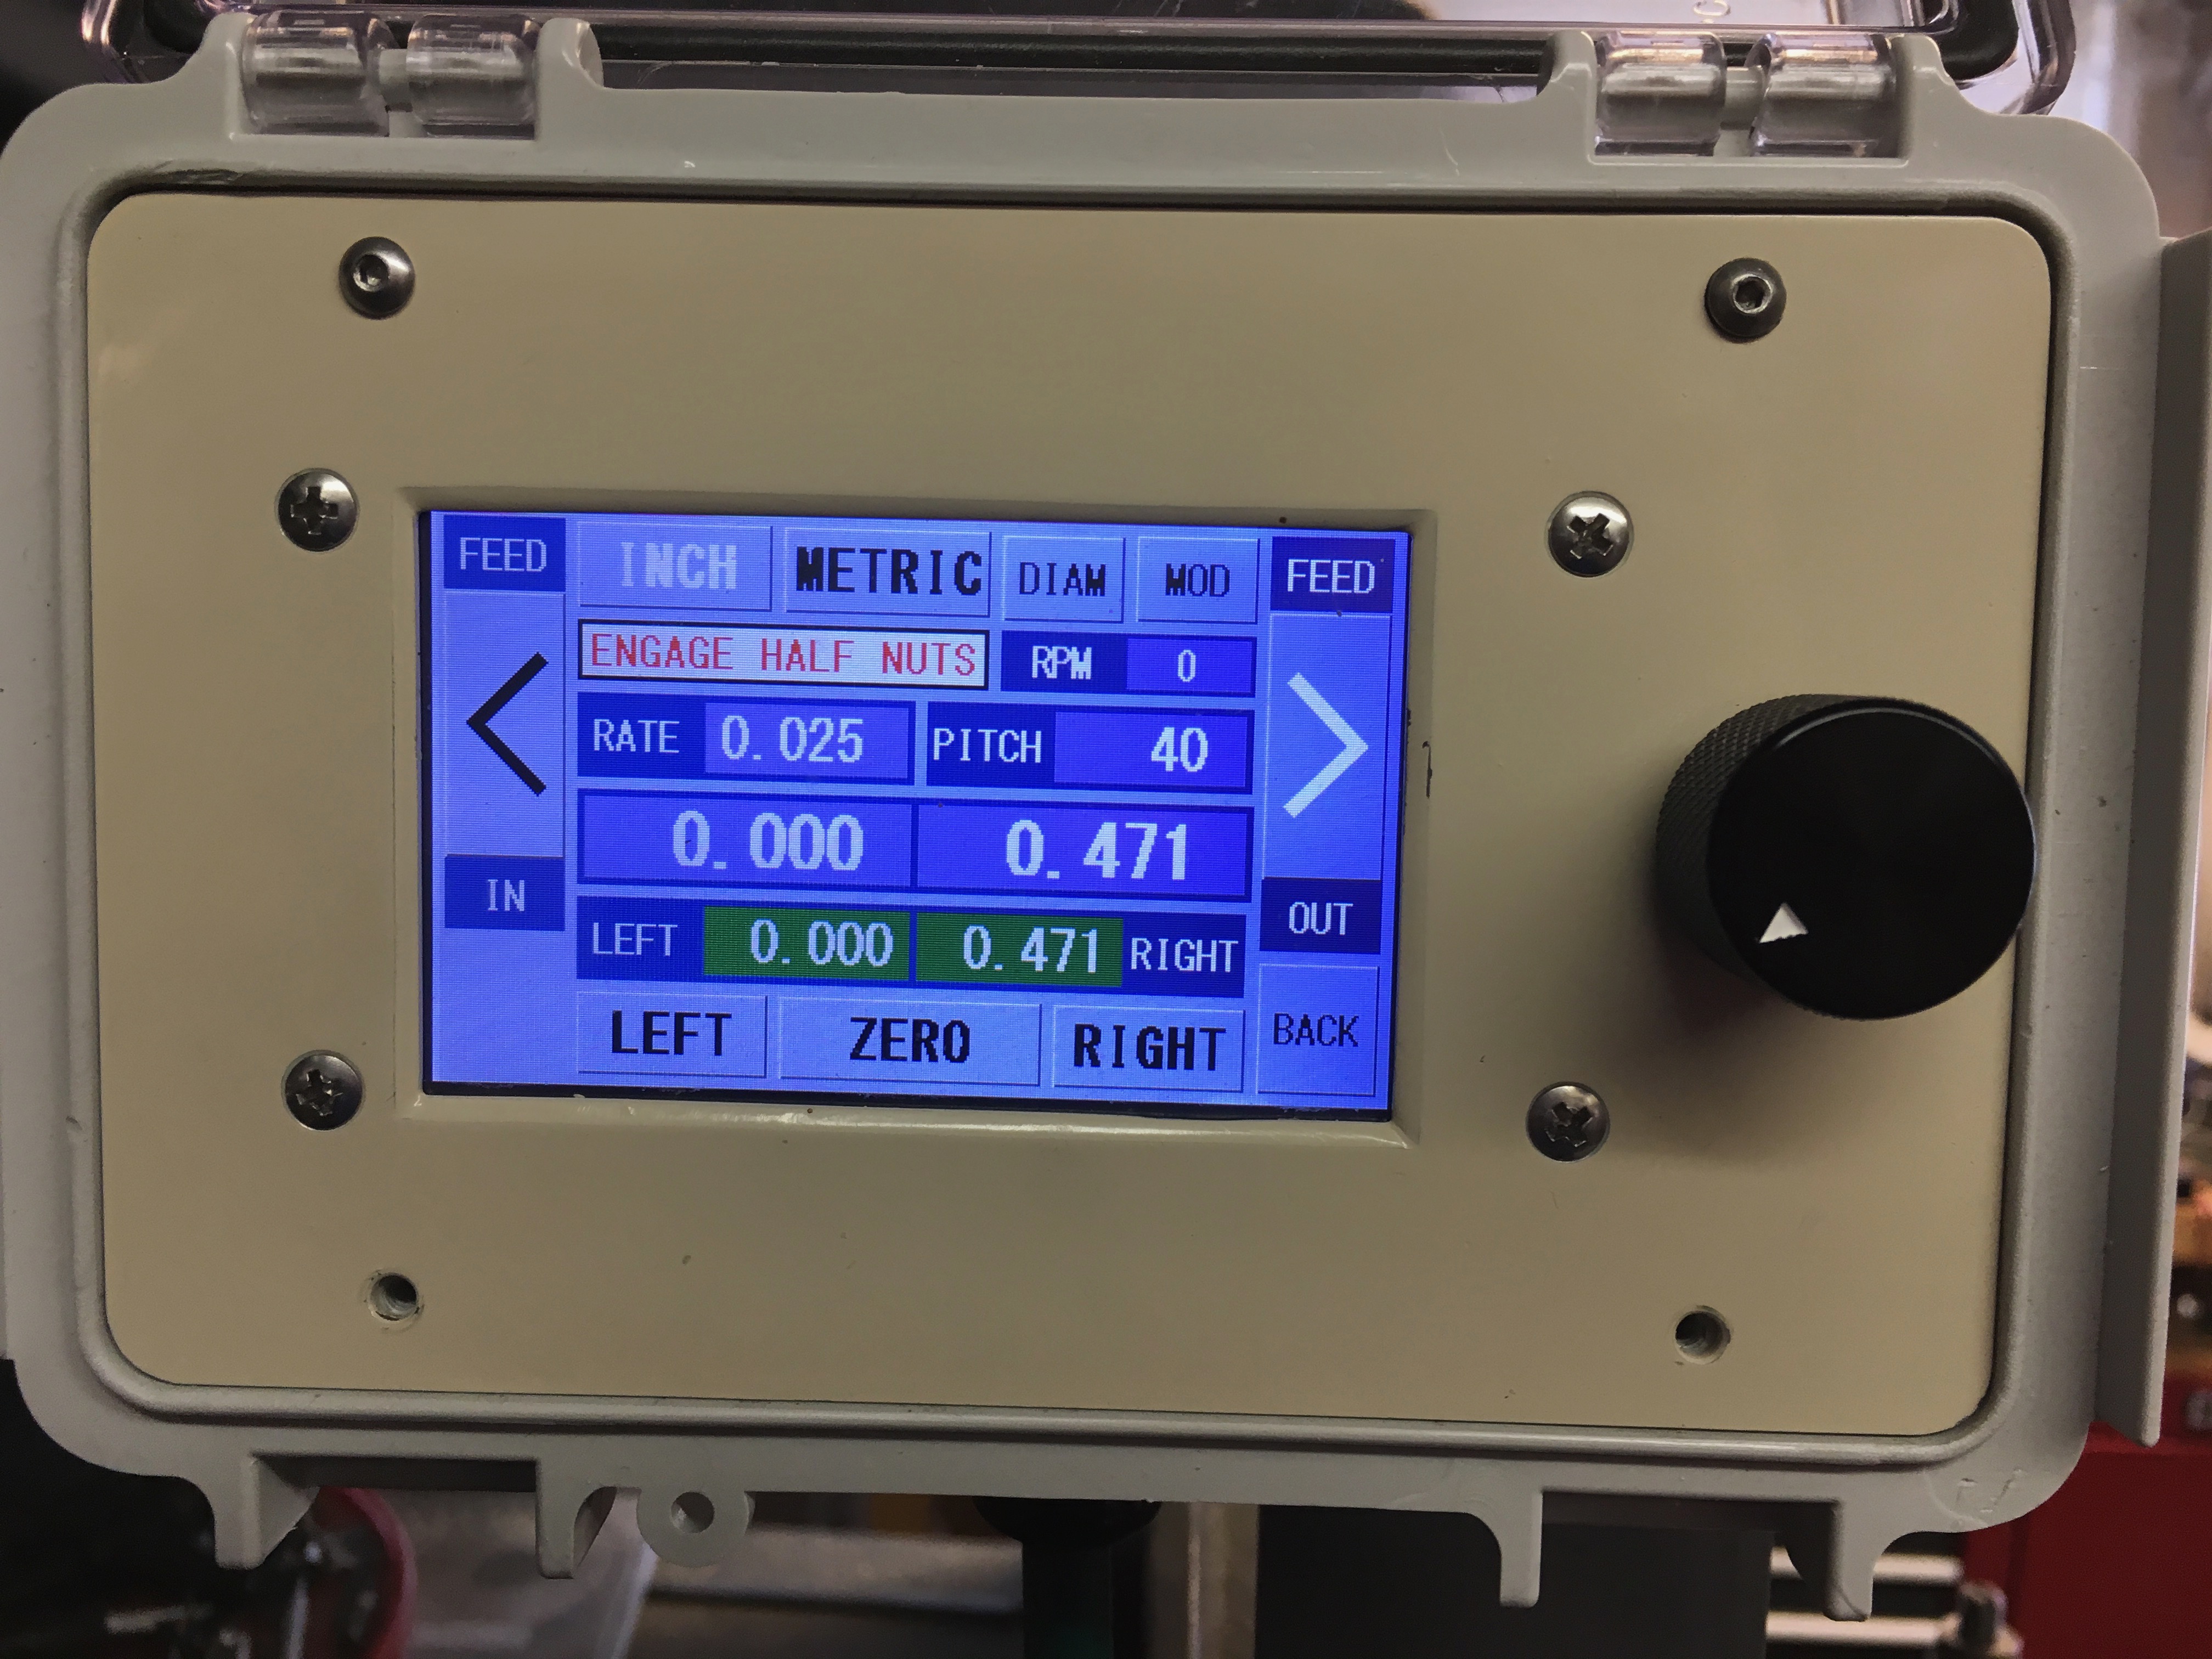 FEED INCH METRIC DIAM MOD FEED
ENGAGE HALF NUTS RPM 0
RATE 0.025 PITCH 40
0.000 0.471
IN OUT
LEFT 0.000 0.471 RIGHT
LEFT ZERO RIGHT BACK